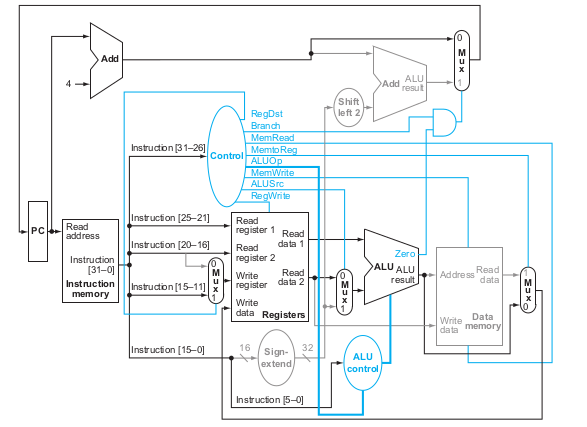 0
M
u
x
1
Add
ALU
Add result
4
Shift
left 2
RegDst
Branch
MemRead
MemtoReg
ALUOp
MemWrite
ALUSrc
RegWrite
Control
Instruction [31–26]
Instruction [25–21]
Instruction [20–16]
Instruction [15–11]
Instruction [15–0]
Instruction [5–0]
PC
Read
address
Instruction
[31–0]
Instruction
memory
0
M
u
x
1
Read
register 1
Read
register 2
Write
register
Write
data
Read
data 1
Read
data 2
Registers
0
M
u
x
1
Zero
ALU
ALU
result
Address
Read
data
Write
data
Data
memory
1
M
u
x
0
16
Sign-
extend
32
ALU
control